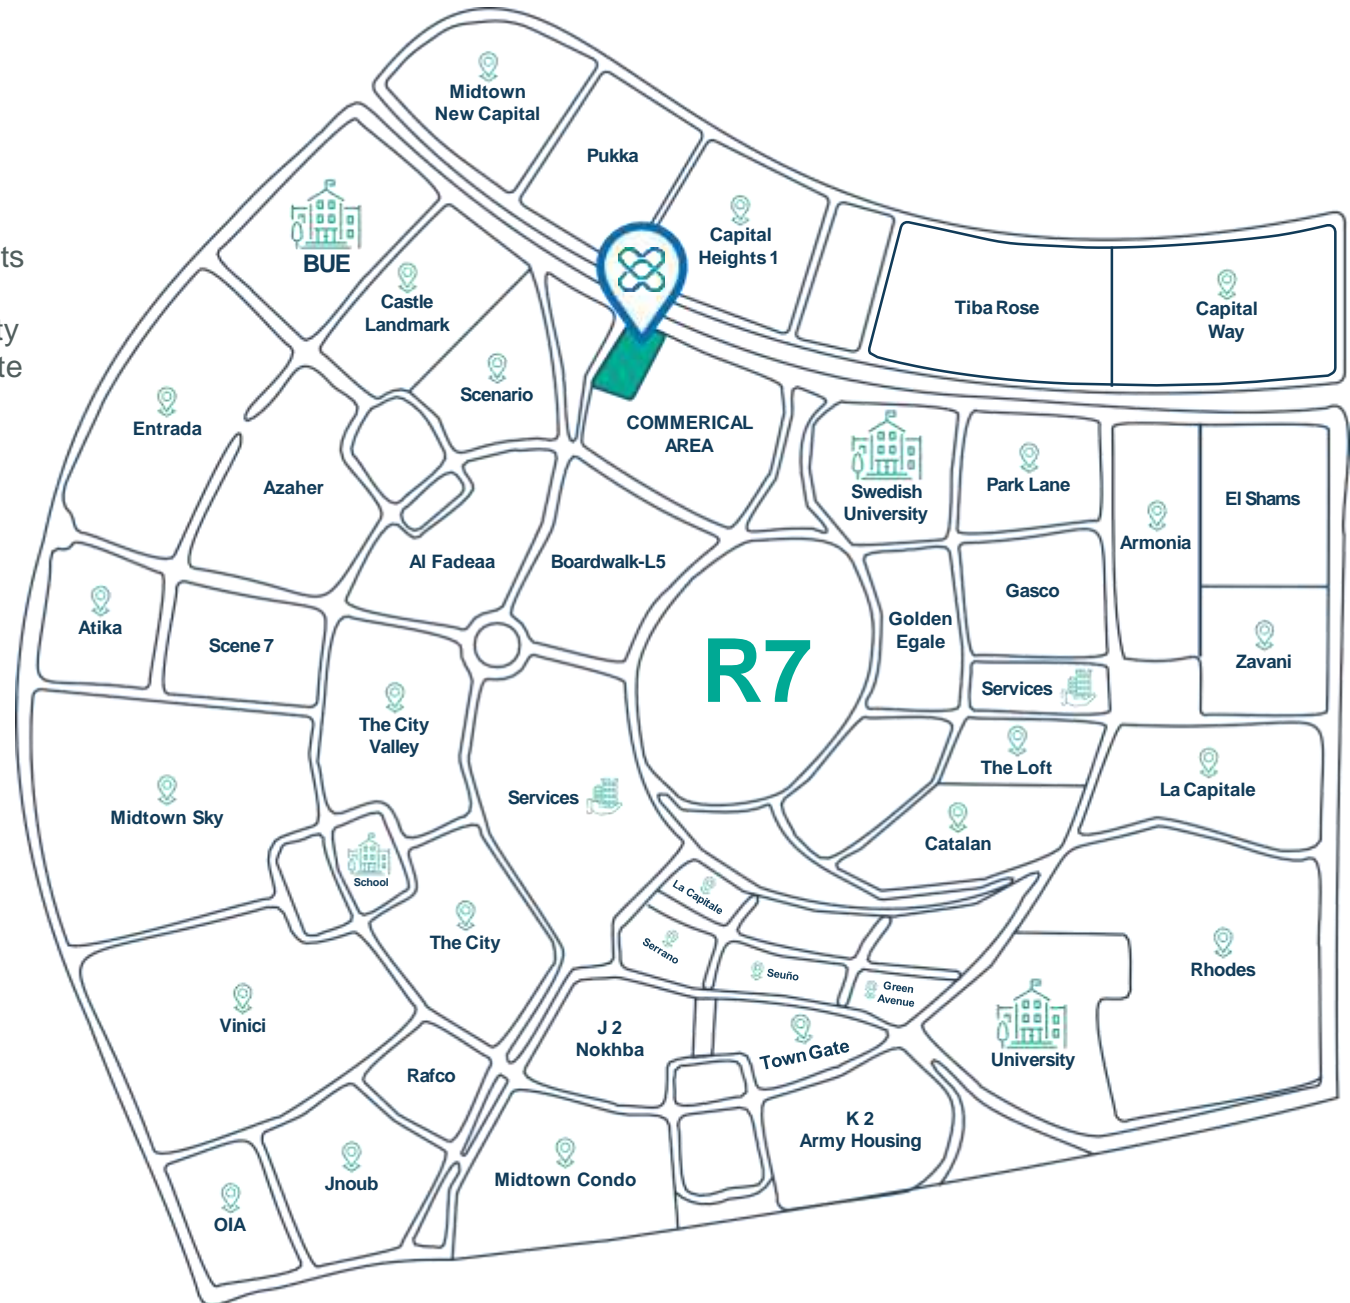 Midtown
New Capital
Pukka
Capital
Heights 1
BUE
ts
ty
te
Castle
Landmark
Tiba Rose
Capital
Way
Scenario
Entrada
COMMERICAL
AREA
Azaher
Swedish
University
Park Lane
El Shams
Armonia
Al Fadeaa
Boardwalk-L5
Gasco
Atika
Scene 7
Golden
Egale
R7
Zavani
Services
The City
Valley
The Loft
La Capitale
Midtown Sky
Services
Catalan
School
La Capitale
The City
Serrano
Seuño
Green
Avenue
Rhodes
Vinici
J 2
Nokhba
Town Gate
University
Rafco
K 2
Army Housing
Jnoub
Midtown Condo
OIA